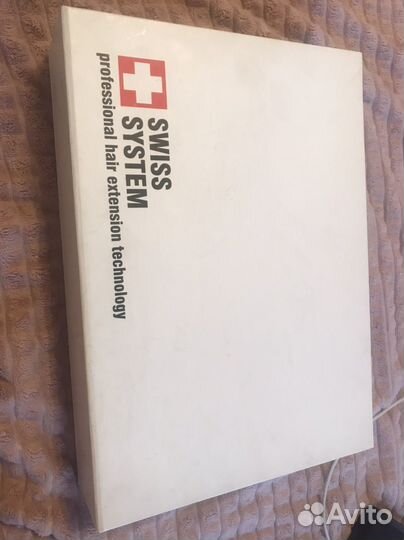 SWISS
SYSTEM
professional hair extension technology
Avito